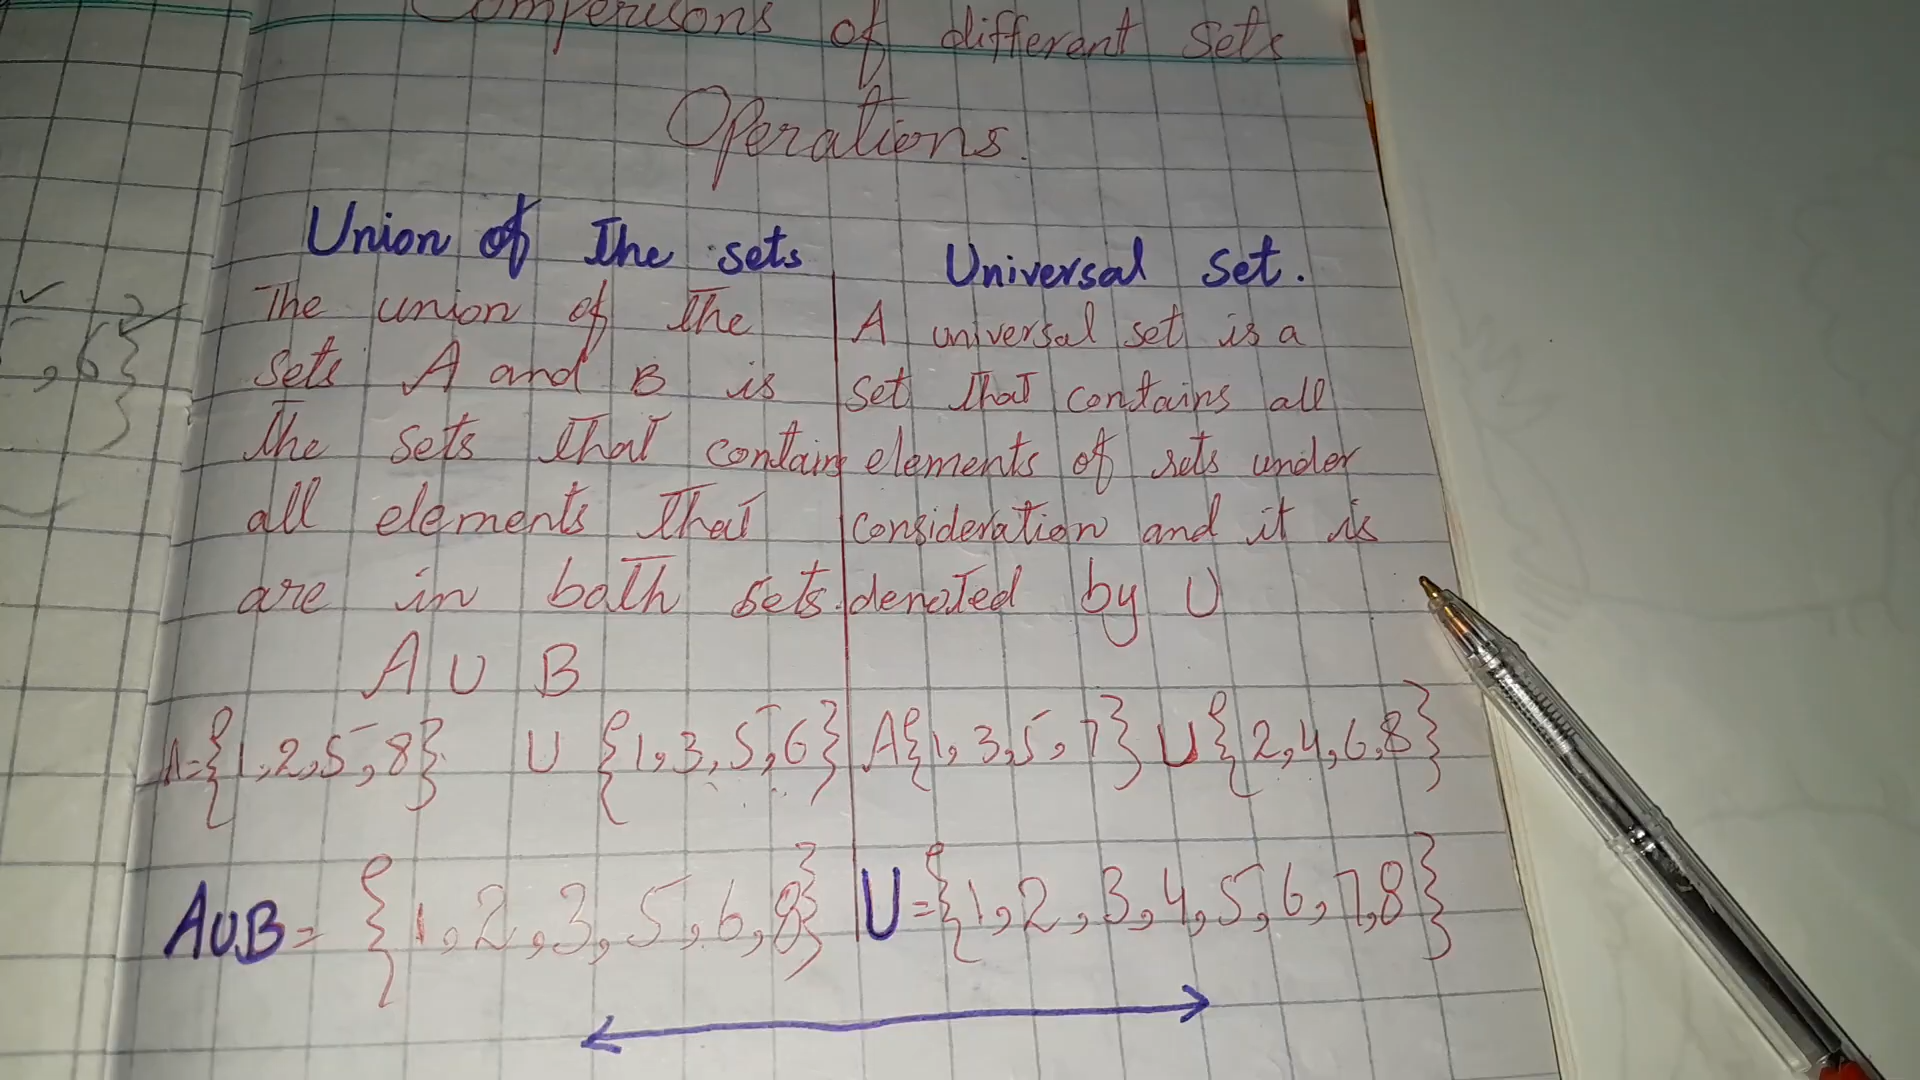 Comperisons of different Sets
Operations.
Union of The sets
The union of The
sets A and B is
The sets that contain
all elements That
are in both sets.
A U B
A={1,2,5,8} U {1,3,5,6}
AUB= {1,2,3,5,6,8}
Universal Set.
A universal set is a
set that contains all
elements of sets under
consideration and it is
denoted by U
A{1,3,5,7} U{2,4,6,8}
U={1,2,3,4,5,6,7,8}
,6}